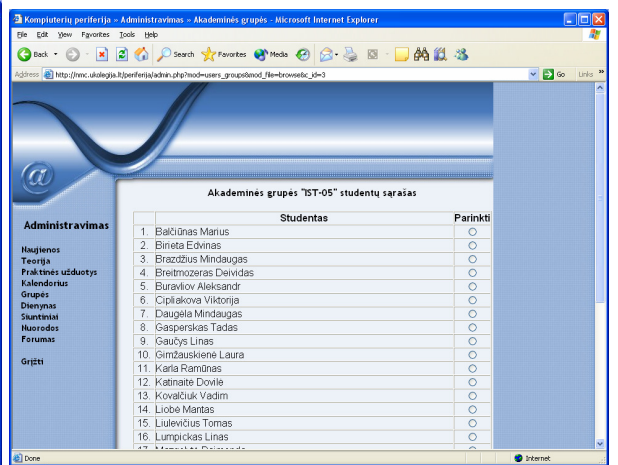 Kompiuterių periferija » Administravimas » Akademinės grupės - Microsoft Internet Explorer
File Edit View Favorites Tools Help
Back Search Favorites Media
Address http://nmc.ukolegija.lt/periferija/admin.php?mod=users_groups&mod_file=browse&c_id=3 Go Links »
@
Akademinės grupės "IST-05" studentų sąrašas
Administravimas
Naujienos
Teorija
Praktinės užduotys
Kalendorius
Grupės
Dienynas
Siuntiniai
Nuorodos
Forumas
Grįžti
Studentas Parinkti
1. Balčiūnas Marius
2. Birieta Edvinas
3. Brazdžius Mindaugas
4. Breitmozeras Deividas
5. Buravliov Aleksandr
6. Cipliakova Viktorija
7. Daugėla Mindaugas
8. Gasperskas Tadas
9. Gaučys Linas
10. Gimžauskienė Laura
11. Karla Ramūnas
12. Katinaitė Dovilė
13. Kovalčiuk Vadim
14. Liobė Mantas
15. Liulevičius Tomas
16. Lumpickas Linas
17.
Done Internet